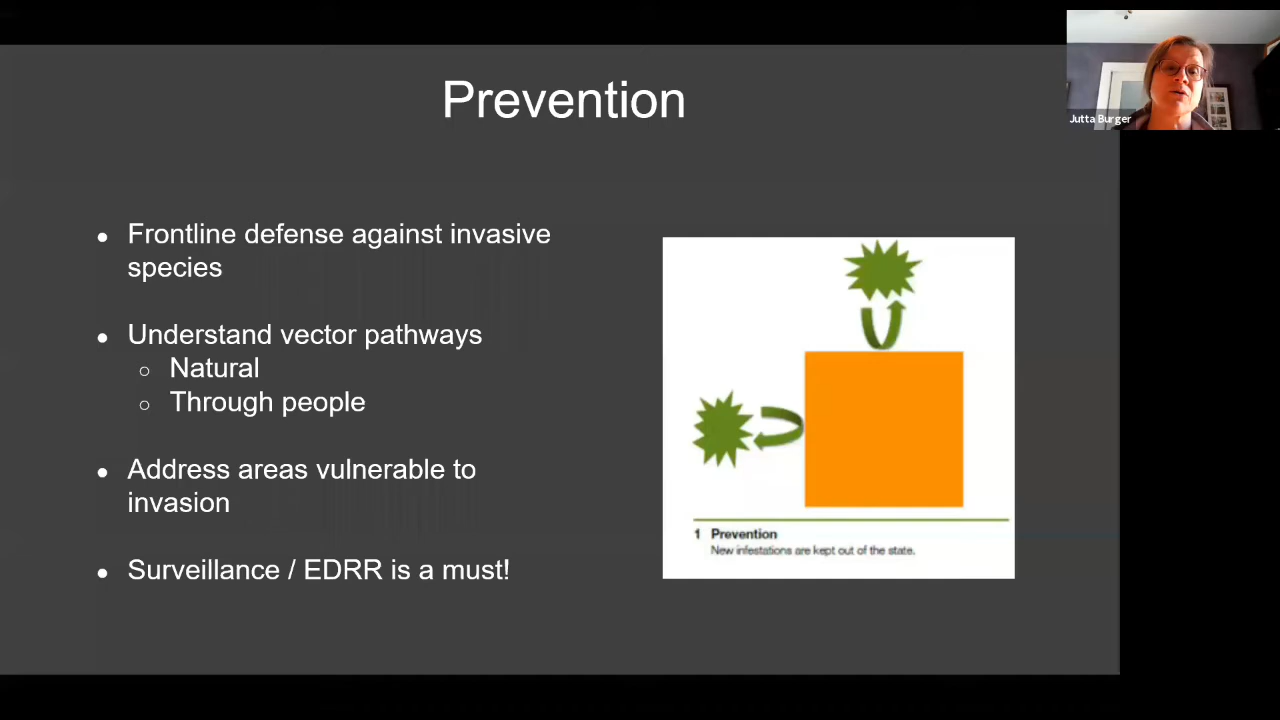 Prevention
Jutta Burger
● Frontline defense against invasive
species
● Understand vector pathways
○ Natural
○ Through people
● Address areas vulnerable to
invasion
● Surveillance / EDRR is a must!
1 Prevention
New infestations are kept out of the state.